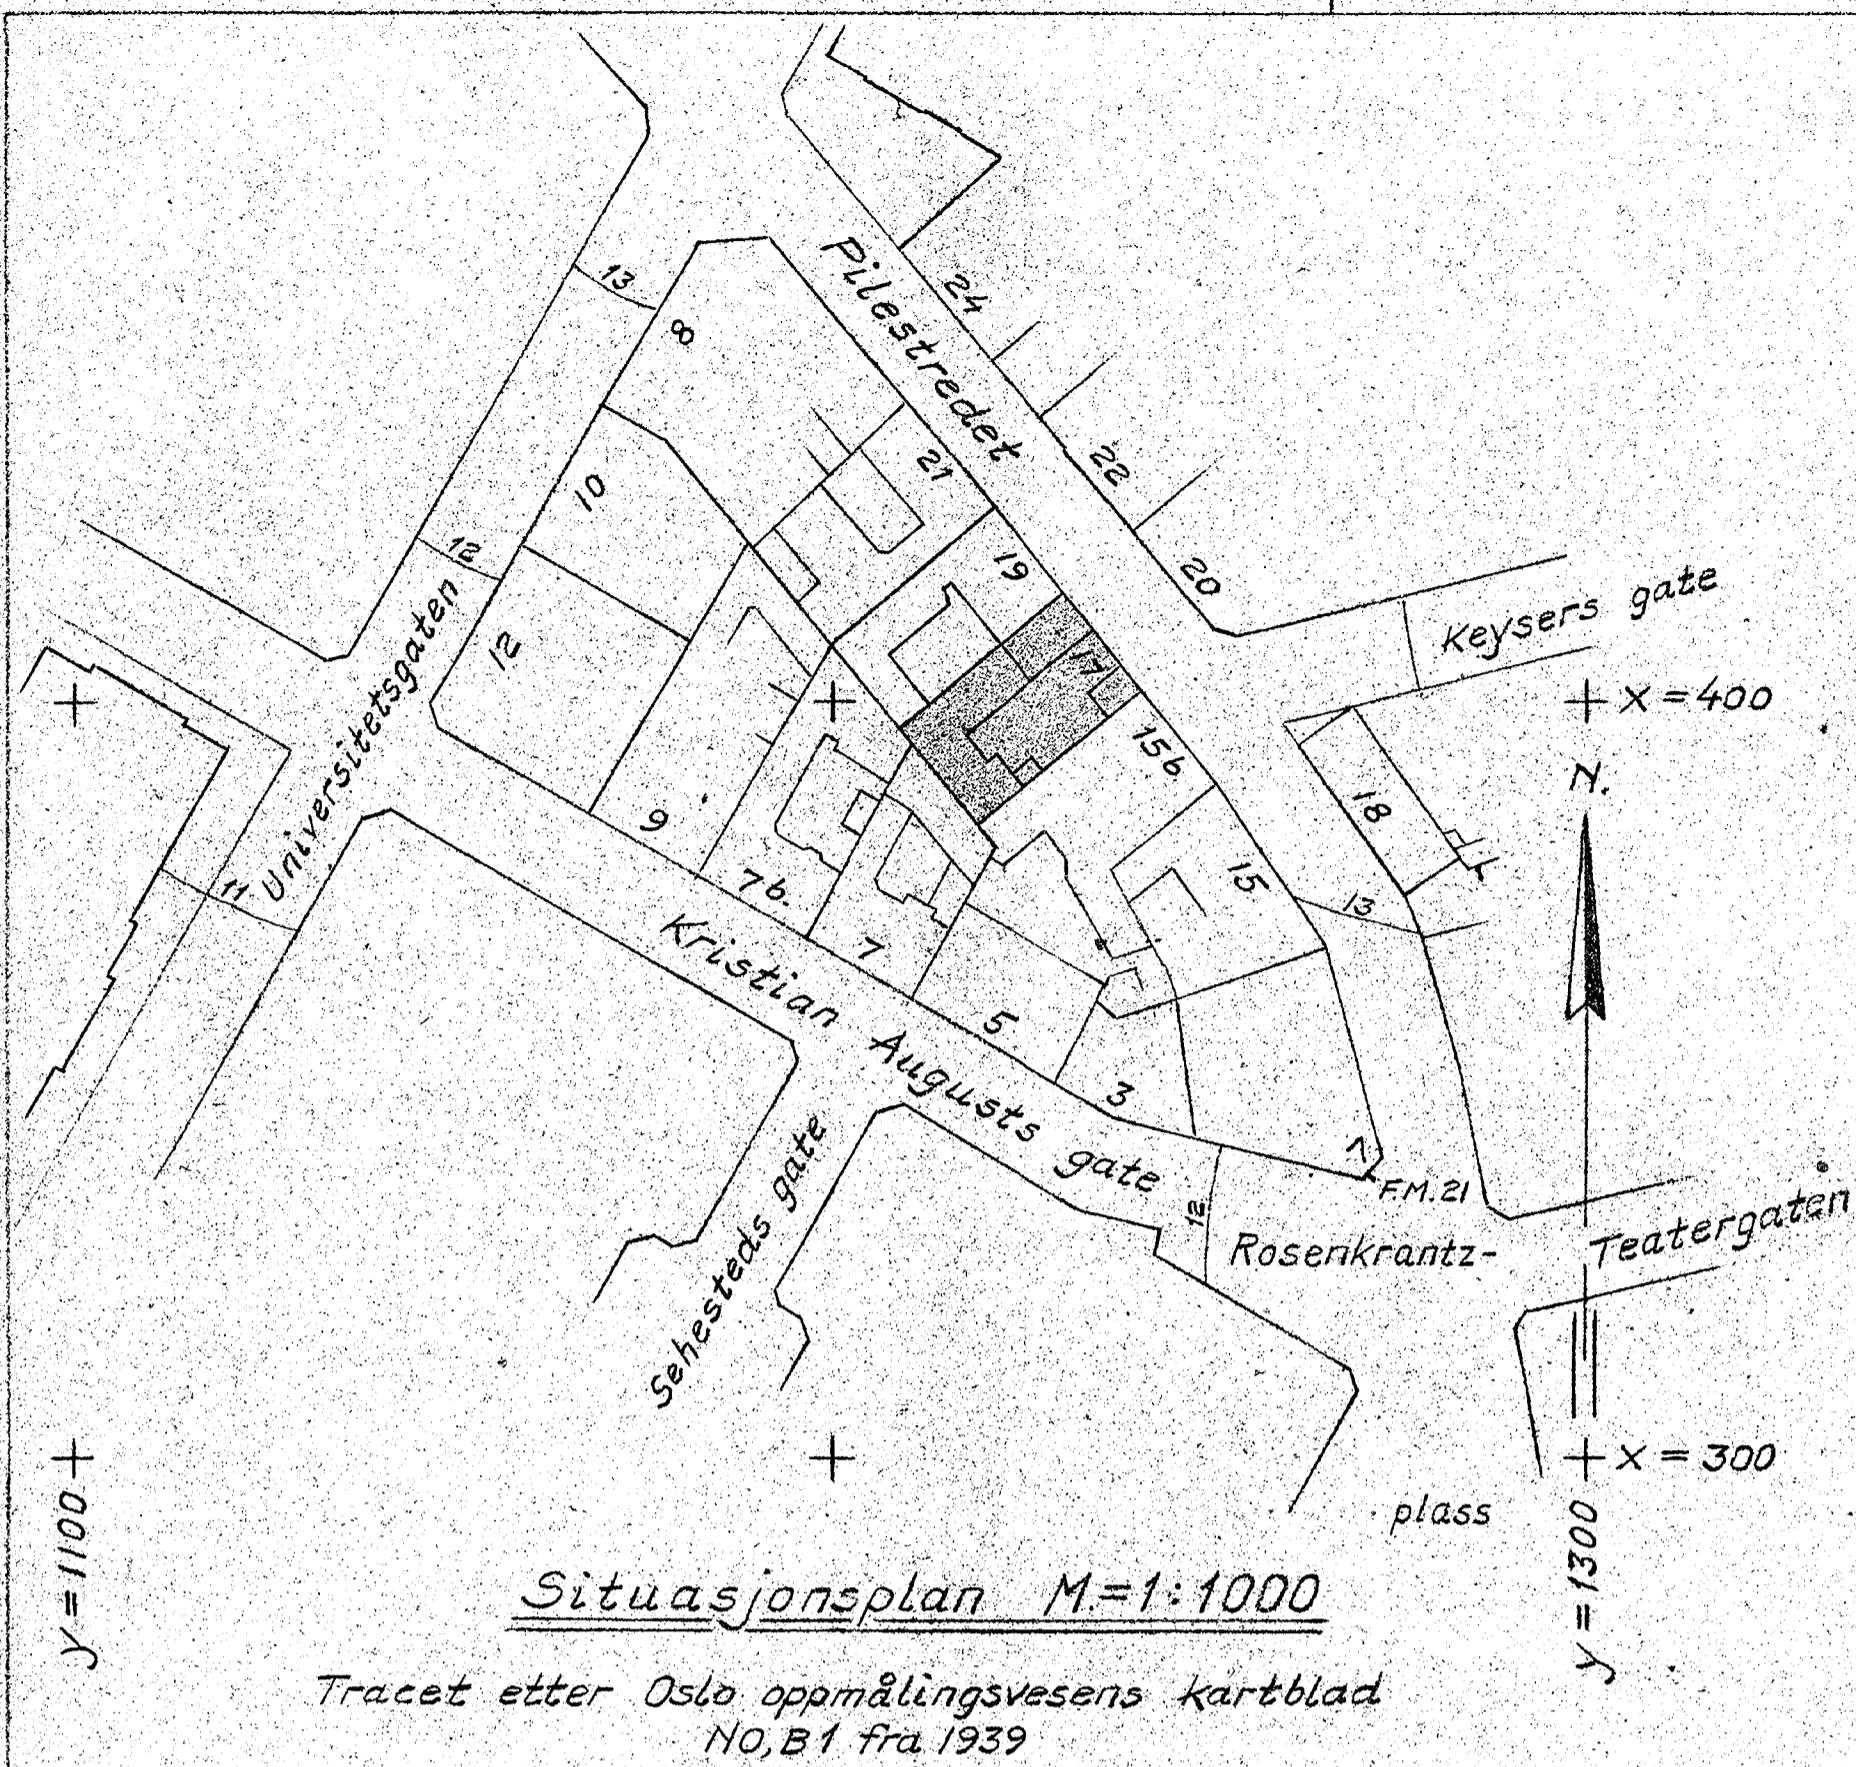 Pilestredet
24
13
8
21
22
10
19
20
12
Keysers gate
17
12
Universitetsgaten
X = 400
15b
N.
18
9
15
7b.
11
13
7
Kristian Augusts gate
5.
3
1
F.M.21
12
Sehesteds gate
Rosenkrantz-
Teatergaten
X = 300
plass
y = 1100
y = 1300
Situasjonsplan M.=1:1000
Tracet etter Oslo oppmålingsvesens kartblad
NO, B1 fra 1939